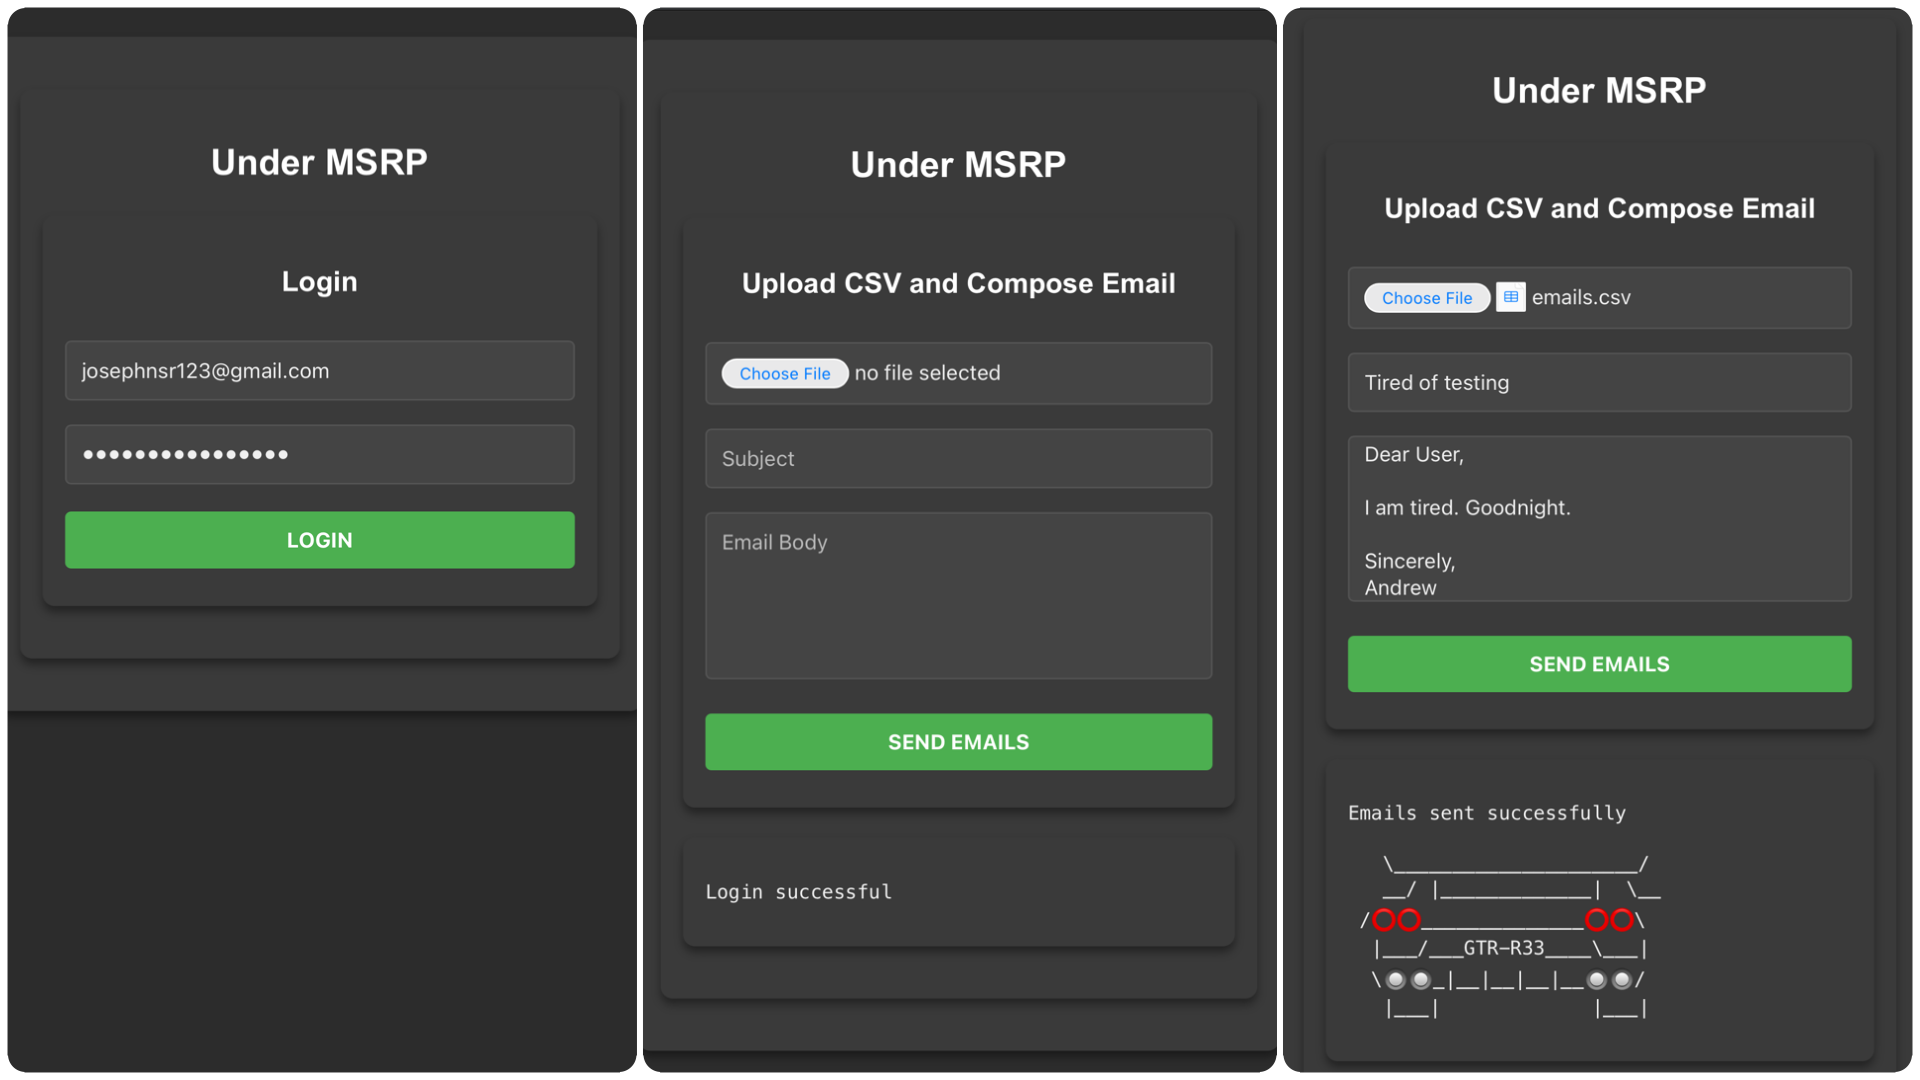 Under MSRP
Login
josephnsr123@gmail.com
••••••••••••••••
LOGIN
Under MSRP
Upload CSV and Compose Email
Choose File no file selected
Subject
Email Body
SEND EMAILS
Login successful
Under MSRP
Upload CSV and Compose Email
Choose File emails.csv
Tired of testing
Dear User,
I am tired. Goodnight.
Sincerely,
Andrew
SEND EMAILS
Emails sent successfully
\_____________________/
__/ |_____________| \__
/⭕⭕______________⭕⭕\
|___/___GTR-R33____\___|
\🔘🔘_|__|__|__|__🔘🔘/
|___| |___|